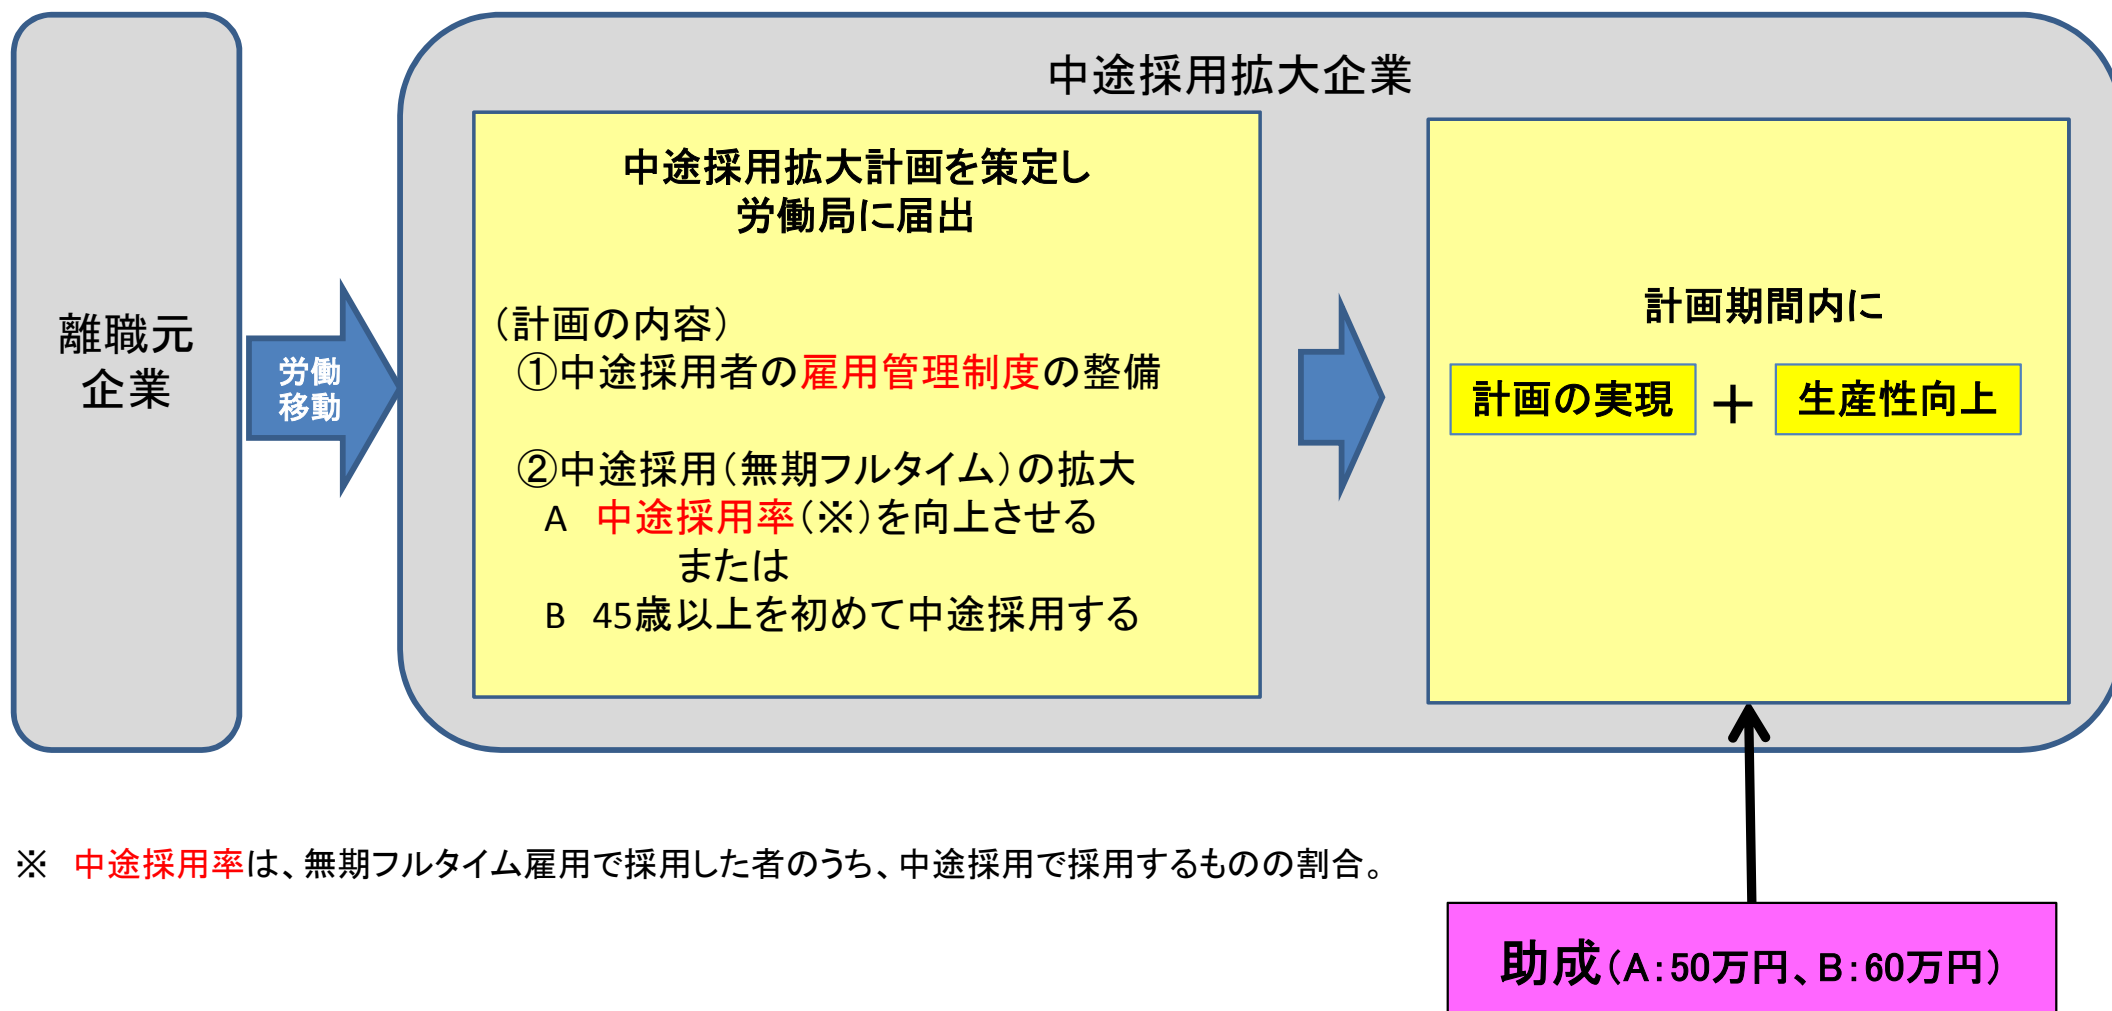 離職元
企業
労働
移動
中途採用拡大企業
中途採用拡大計画を策定し
労働局に届出
（計画の内容）
①中途採用者の雇用管理制度の整備
②中途採用（無期フルタイム）の拡大
A　中途採用率（※）を向上させる
または
B　45歳以上を初めて中途採用する
計画期間内に
計画の実現 ＋ 生産性向上
※　中途採用率は、無期フルタイム雇用で採用した者のうち、中途採用で採用するものの割合。
助成（A：50万円、B：60万円）